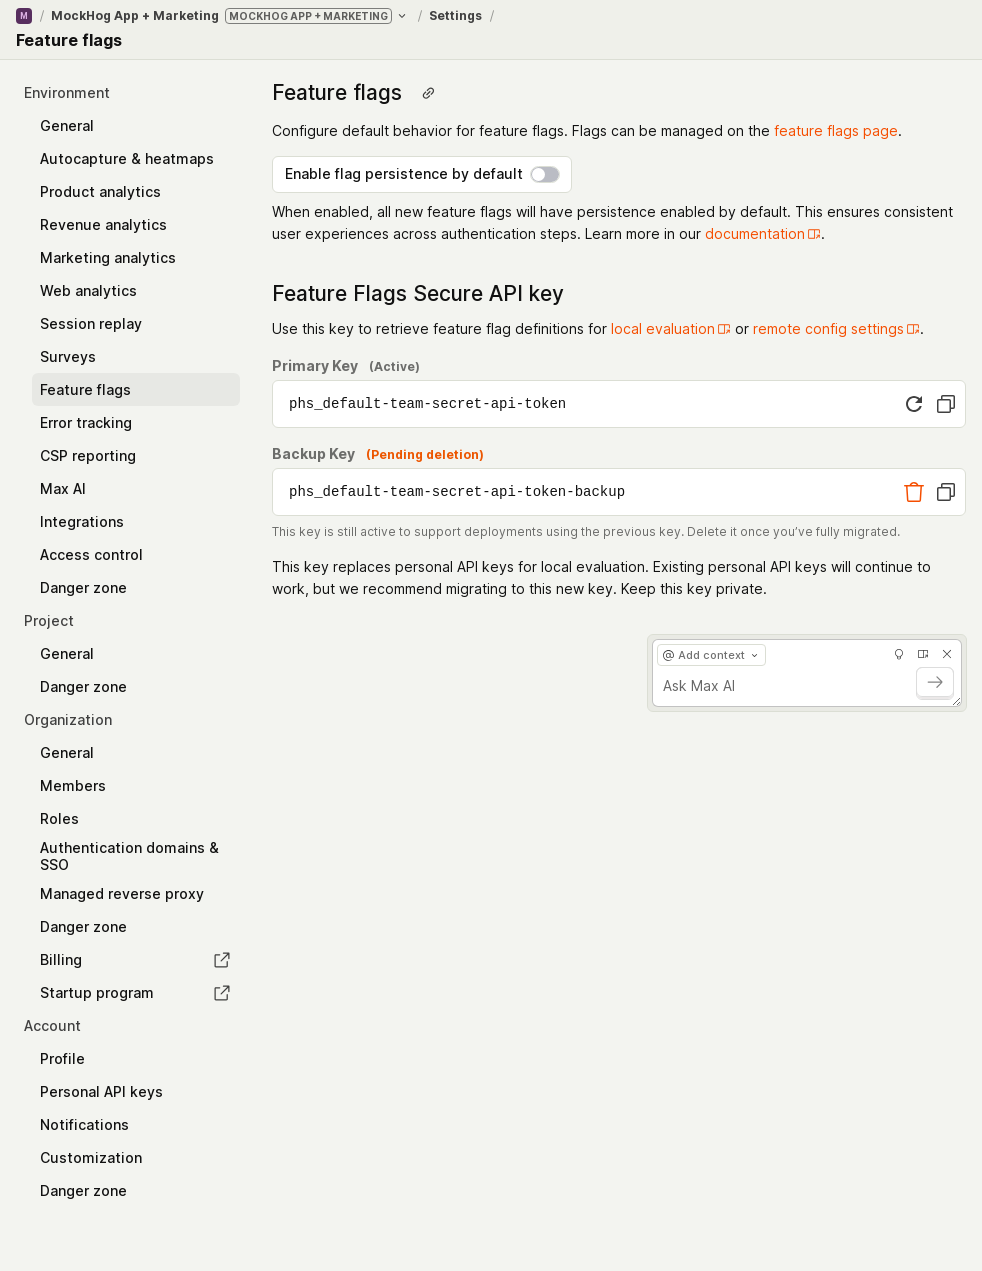 M / MockHog App + Marketing MOCKHOG APP + MARKETING / Settings /
Feature flags
Environment
General
Autocapture & heatmaps
Product analytics
Revenue analytics
Marketing analytics
Web analytics
Session replay
Surveys
Feature flags
Error tracking
CSP reporting
Max AI
Integrations
Access control
Danger zone
Project
General
Danger zone
Organization
General
Members
Roles
Authentication domains &
SSO
Managed reverse proxy
Danger zone
Billing
Startup program
Account
Profile
Personal API keys
Notifications
Customization
Danger zone
Feature flags
Configure default behavior for feature flags. Flags can be managed on the feature flags page.
Enable flag persistence by default
When enabled, all new feature flags will have persistence enabled by default. This ensures consistent
user experiences across authentication steps. Learn more in our documentation.
Feature Flags Secure API key
Use this key to retrieve feature flag definitions for local evaluation or remote config settings.
Primary Key (Active)
phs_default-team-secret-api-token
Backup Key (Pending deletion)
phs_default-team-secret-api-token-backup
This key is still active to support deployments using the previous key. Delete it once you’ve fully migrated.
This key replaces personal API keys for local evaluation. Existing personal API keys will continue to
work, but we recommend migrating to this new key. Keep this key private.
@ Add context
Ask Max AI